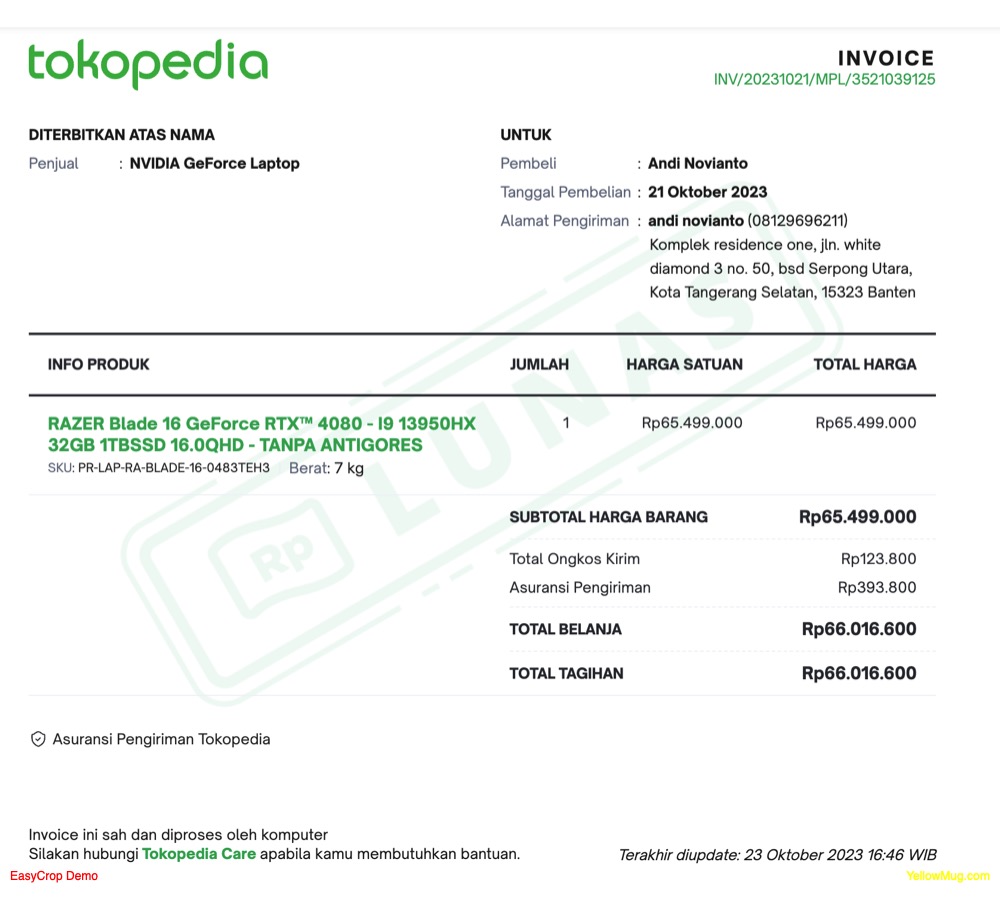 tokopedia
INVOICE
INV/20231021/MPL/3521039125
DITERBITKAN ATAS NAMA
Penjual : NVIDIA GeForce Laptop
UNTUK
Pembeli : Andi Novianto
Tanggal Pembelian : 21 Oktober 2023
Alamat Pengiriman : andi novianto (08129696211)
Komplek residence one, jln. white
diamond 3 no. 50, bsd Serpong Utara,
Kota Tangerang Selatan, 15323 Banten
LUNAS
Rp
INFO PRODUK JUMLAH HARGA SATUAN TOTAL HARGA
RAZER Blade 16 GeForce RTX™ 4080 - I9 13950HX 1 Rp65.499.000 Rp65.499.000
32GB 1TBSSD 16.0QHD - TANPA ANTIGORES
SKU: PR-LAP-RA-BLADE-16-0483TEH3 Berat: 7 kg
SUBTOTAL HARGA BARANG Rp65.499.000
Total Ongkos Kirim Rp123.800
Asuransi Pengiriman Rp393.800
TOTAL BELANJA Rp66.016.600
TOTAL TAGIHAN Rp66.016.600
Asuransi Pengiriman Tokopedia
Invoice ini sah dan diproses oleh komputer
Silakan hubungi Tokopedia Care apabila kamu membutuhkan bantuan.
Terakhir diupdate: 23 Oktober 2023 16:46 WIB
EasyCrop Demo
YellowMug.com